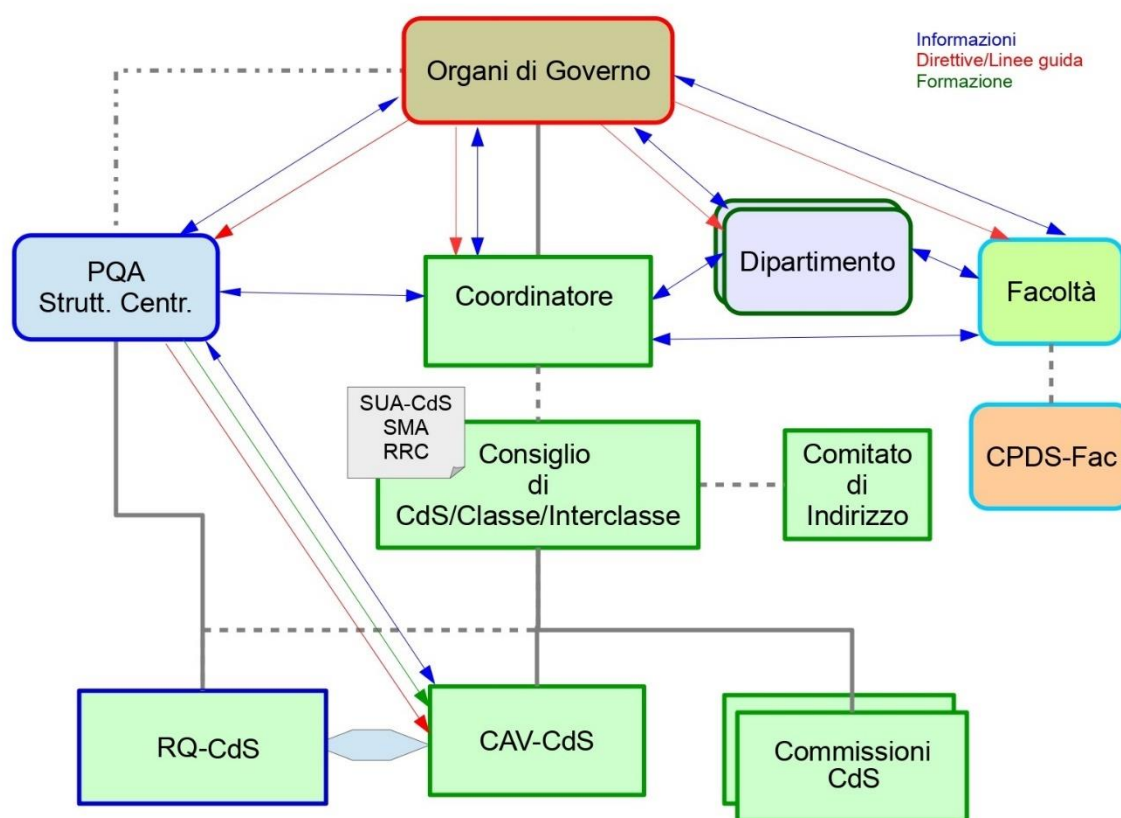 Organi di Governo
Informazioni
Direttive/Linee guida
Formazione
PQA
Strutt. Centr.
Coordinatore
Dipartimento
Facoltà
SUA-CdS
SMA
RRC
Consiglio
di
CdS/Classe/Interclasse
Comitato
di
Indirizzo
CPDS-Fac
RQ-CdS
CAV-CdS
Commissioni
CdS